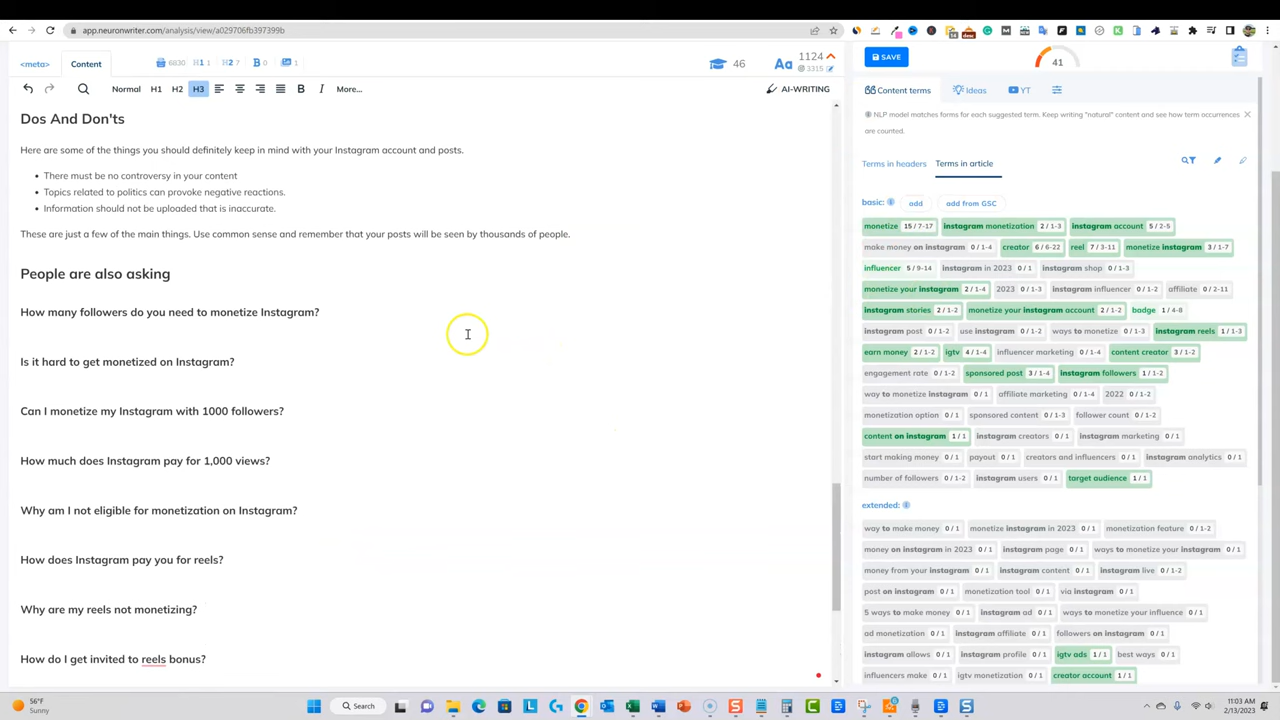 app.neuronwriter.com/analysis/view/a029706fb397399b
<meta> Content 6030 H1 1 H2 7 B 0 1 46 Aa 1124 3315
SAVE 41
Normal H1 H2 H3 B I More... AI-WRITING
Content terms Ideas YT
NLP model matches forms for each suggested term. Keep writing "natural" content and see how term occurrences
are counted.
Terms in headers Terms in article
basic: add add from GSC
monetize 15 / 7-17 instagram monetization 2 / 1-3 instagram account 5 / 2-5
make money on instagram 0 / 1-4 creator 6 / 6-22 reel 7 / 3-11 monetize instagram 3 / 1-7
influencer 5 / 9-14 instagram in 2023 0 / 1 instagram shop 0 / 1-3
monetize your instagram 2 / 1-4 2023 0 / 1-3 instagram influencer 0 / 1-2 affiliate 0 / 2-11
instagram stories 2 / 1-2 monetize your instagram account 2 / 1-2 badge 1 / 4-8
instagram post 0 / 1-2 use instagram 0 / 1-2 ways to monetize 0 / 1-3 instagram reels 1 / 1-3
earn money 2 / 1-2 igtv 4 / 1-4 influencer marketing 0 / 1-4 content creator 3 / 1-2
engagement rate 0 / 1-2 sponsored post 3 / 1-4 instagram followers 1 / 1-2
way to monetize instagram 0 / 1 affiliate marketing 0 / 1-4 2022 0 / 1-2
monetization option 0 / 1 sponsored content 0 / 1-3 follower count 0 / 1-2
content on instagram 1 / 1 instagram creators 0 / 1 instagram marketing 0 / 1
start making money 0 / 1 payout 0 / 1 creators and influencers 0 / 1 instagram analytics 0 / 1
number of followers 0 / 1-2 instagram users 0 / 1 target audience 1 / 1
extended:
way to make money 0 / 1 monetize instagram in 2023 0 / 1 monetization feature 0 / 1-2
money on instagram in 2023 0 / 1 instagram page 0 / 1 ways to monetize your instagram 0 / 1
money from your instagram 0 / 1 instagram content 0 / 1 instagram live 0 / 1-2
post on instagram 0 / 1 monetization tool 0 / 1 via instagram 0 / 1
5 ways to make money 0 / 1 instagram ad 0 / 1 ways to monetize your influence 0 / 1
ad monetization 0 / 1 instagram affiliate 0 / 1 followers on instagram 0 / 1
instagram allows 0 / 1 instagram profile 0 / 1 igtv ads 1 / 1 best ways 0 / 1
influencers make 0 / 1 igtv monetization 0 / 1 creator account 1 / 1
Dos And Don'ts
Here are some of the things you should definitely keep in mind with your Instagram account and posts.
• There must be no controversy in your content
• Topics related to politics can provoke negative reactions.
• Information should not be uploaded that is inaccurate.
These are just a few of the main things. Use common sense and remember that your posts will be seen by thousands of people.
People are also asking
How many followers do you need to monetize Instagram?
Is it hard to get monetized on Instagram?
Can I monetize my Instagram with 1000 followers?
How much does Instagram pay for 1,000 views?
Why am I not eligible for monetization on Instagram?
How does Instagram pay you for reels?
Why are my reels not monetizing?
How do I get invited to reels bonus?
56°F
Sunny
Search
11:03 AM
2/13/2023